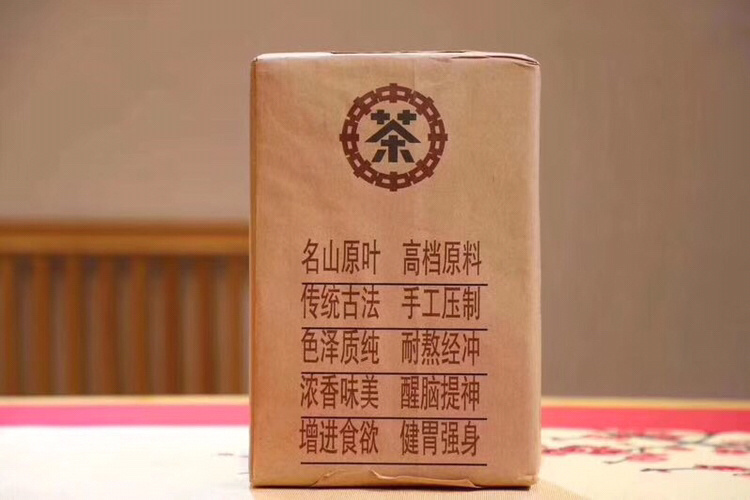 茶
名山原叶 高档原料
传统古法 手工压制
色泽质纯 耐熬经冲
浓香味美 醒脑提神
增进食欲 健胃强身